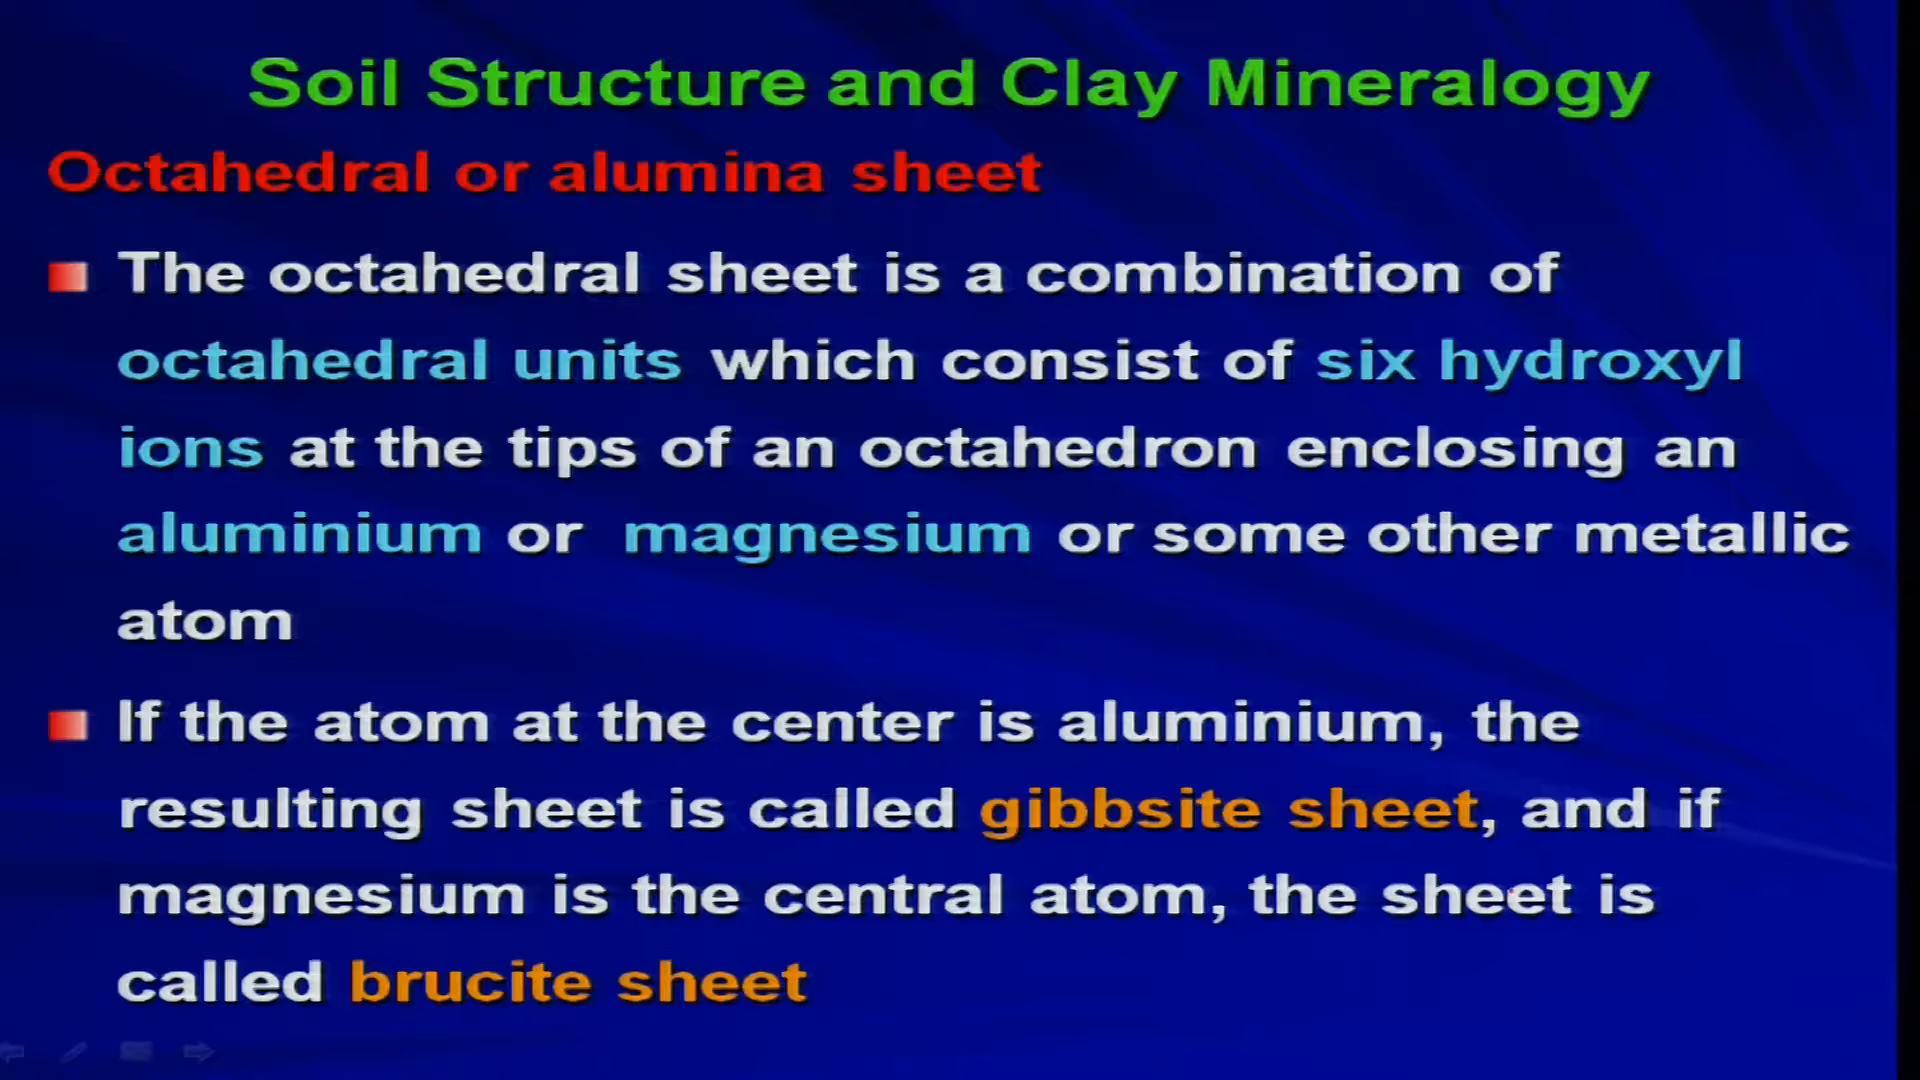 Soil Structure and Clay Mineralogy
Octahedral or alumina sheet
The octahedral sheet is a combination of
octahedral units which consist of six hydroxyl
ions at the tips of an octahedron enclosing an
aluminium or magnesium or some other metallic
atom
If the atom at the center is aluminium, the
resulting sheet is called gibbsite sheet, and if
magnesium is the central atom, the sheet is
called brucite sheet